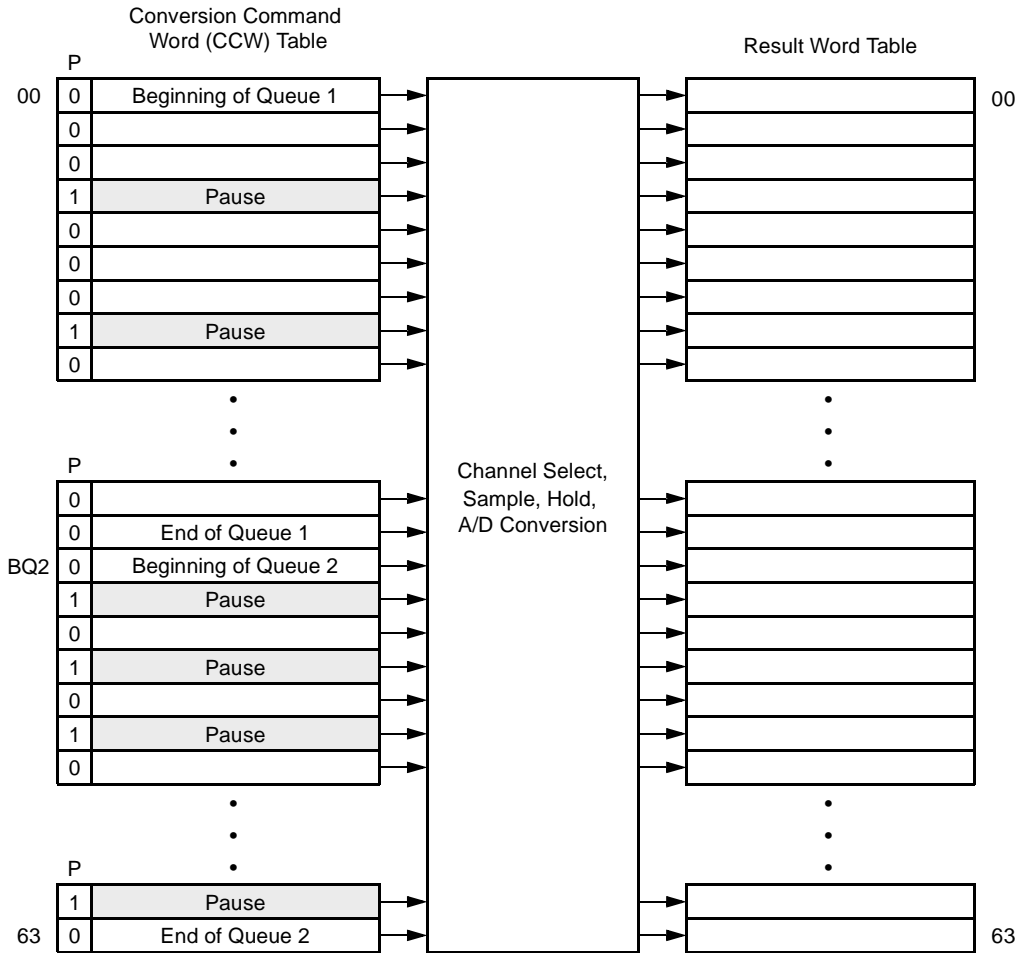 Conversion Command
Word (CCW) Table
Result Word Table
P
00 0 Beginning of Queue 1 00
0
0
1 Pause
0
0
0
1 Pause
0
P
Channel Select,
Sample, Hold,
A/D Conversion
0
0 End of Queue 1
BQ2 0 Beginning of Queue 2
1 Pause
0
1 Pause
0
1 Pause
0
P
1 Pause
63 0 End of Queue 2 63